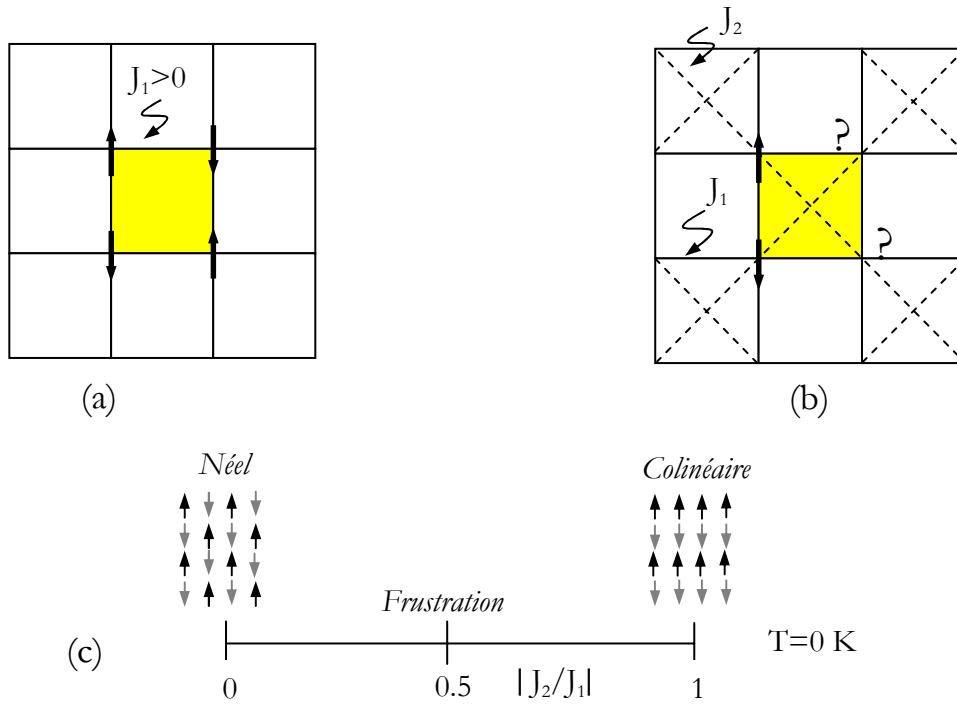 J₁>0
(a)
J₂
?
J₁
?
(b)
Néel
Colinéaire
Frustration
(c)
T=0 K
0
0.5
|J₂/J₁|
1